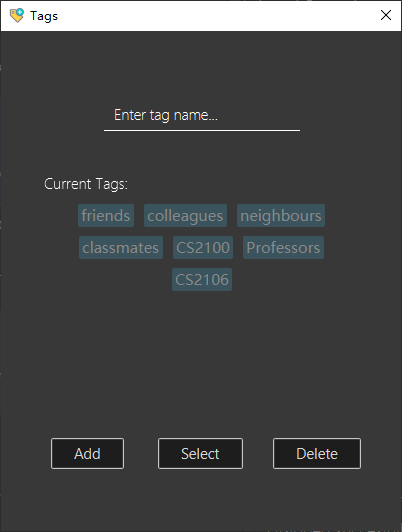 Tags
Enter tag name...
Current Tags:
friends colleagues neighbours
classmates CS2100 Professors
CS2106
Add Select Delete